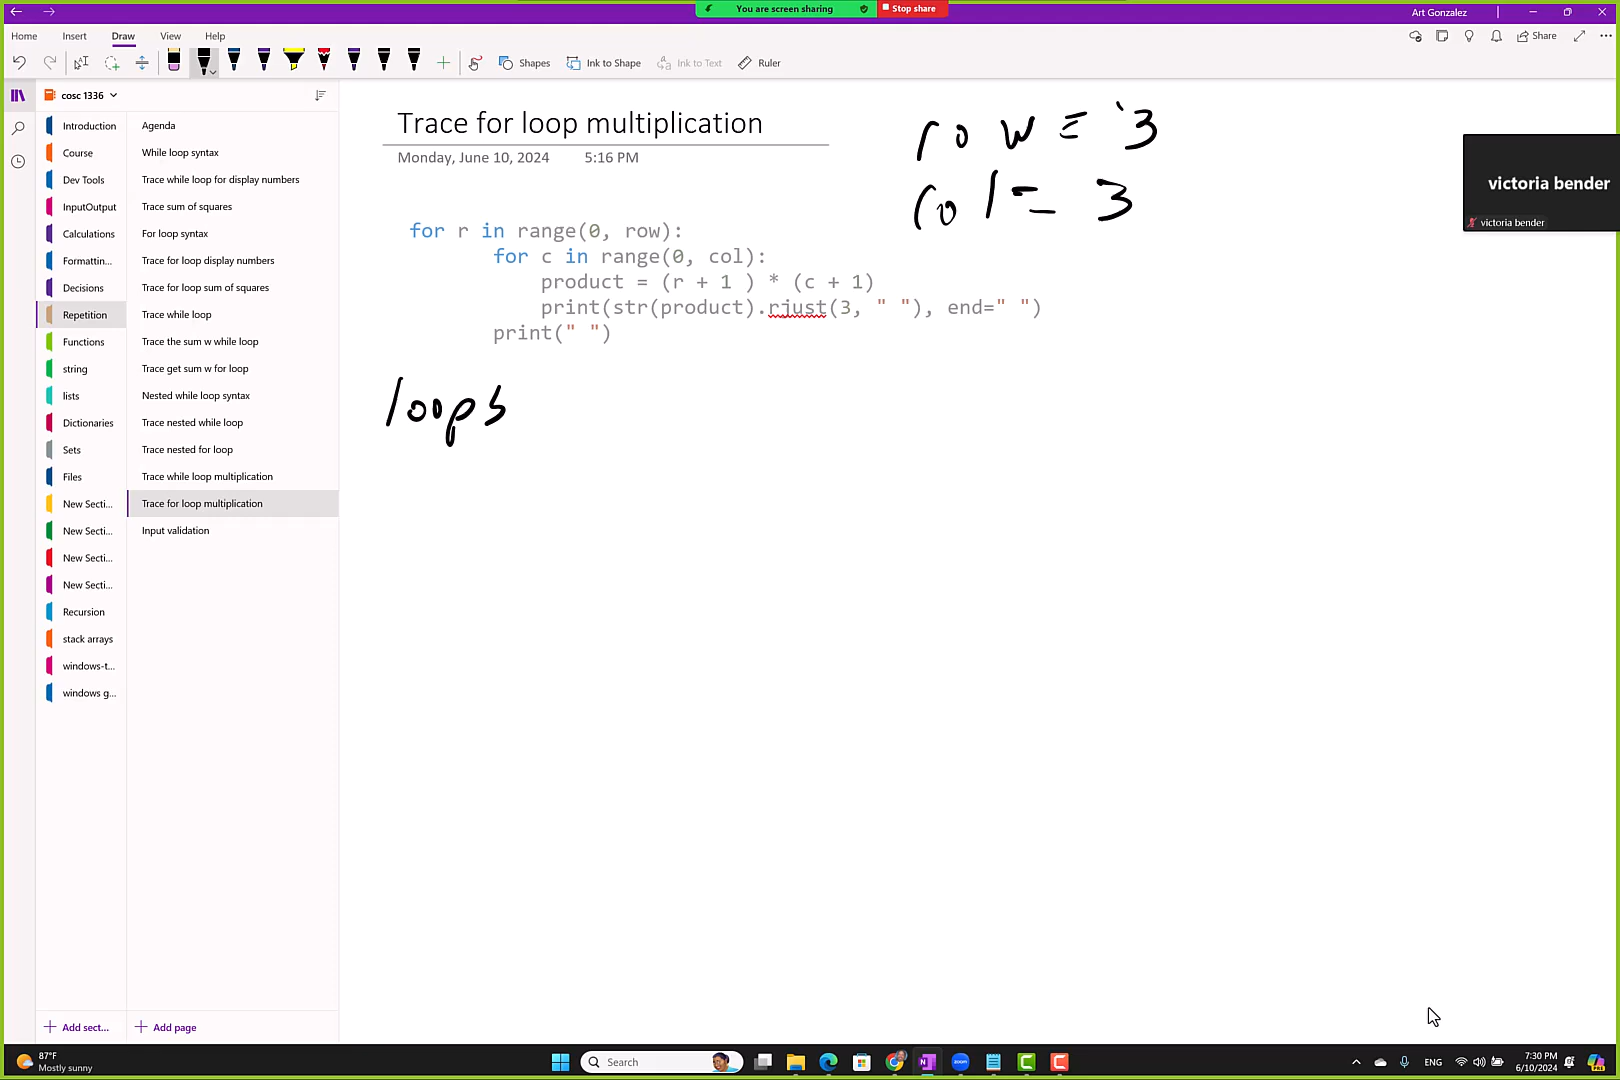 You are screen sharing
Stop share
Art Gonzalez
Home Insert Draw View Help
Share
Shapes Ink to Shape Ink to Text Ruler
cosc 1336
Introduction
Course
Dev Tools
InputOutput
Calculations
Formattin...
Decisions
Repetition
Functions
string
lists
Dictionaries
Sets
Files
New Secti...
New Secti...
New Secti...
New Secti...
Recursion
stack arrays
windows-t...
windows g...
Add sect...
Agenda
While loop syntax
Trace while loop for display numbers
Trace sum of squares
For loop syntax
Trace for loop display numbers
Trace for loop sum of squares
Trace while loop
Trace the sum w while loop
Trace get sum w for loop
Nested while loop syntax
Trace nested while loop
Trace nested for loop
Trace while loop multiplication
Trace for loop multiplication
Input validation
Add page
Trace for loop multiplication
Monday, June 10, 2024 5:16 PM
row = 3
col = 3
for r in range(0, row):
for c in range(0, col):
product = (r + 1 ) * (c + 1)
print(str(product).rjust(3, " "), end=" ")
print(" ")
loops
victoria bender
victoria bender
87°F
Mostly sunny
Search
zoom
ENG
7:30 PM
6/10/2024